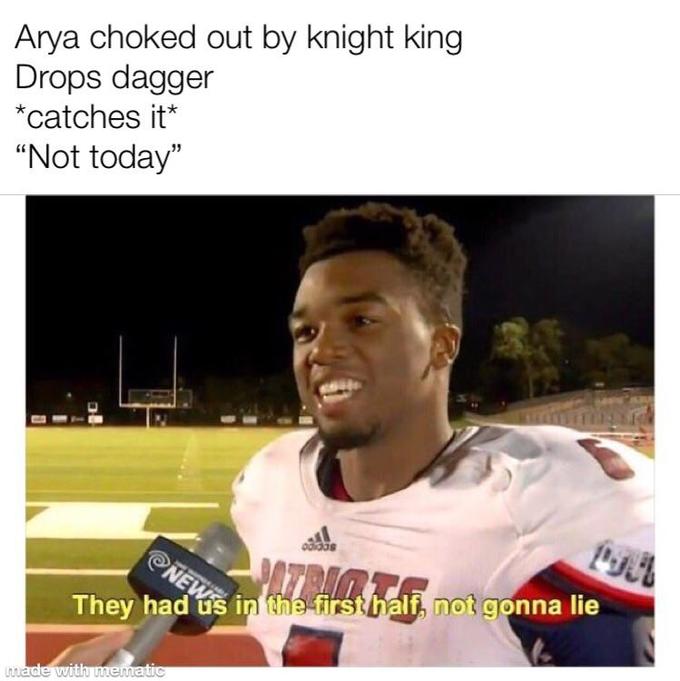 Arya choked out by knight king
Drops dagger
*catches it*
“Not today”
adidas
NEWS
PATRIOTS
They had us in the first half, not gonna lie
made with mematic